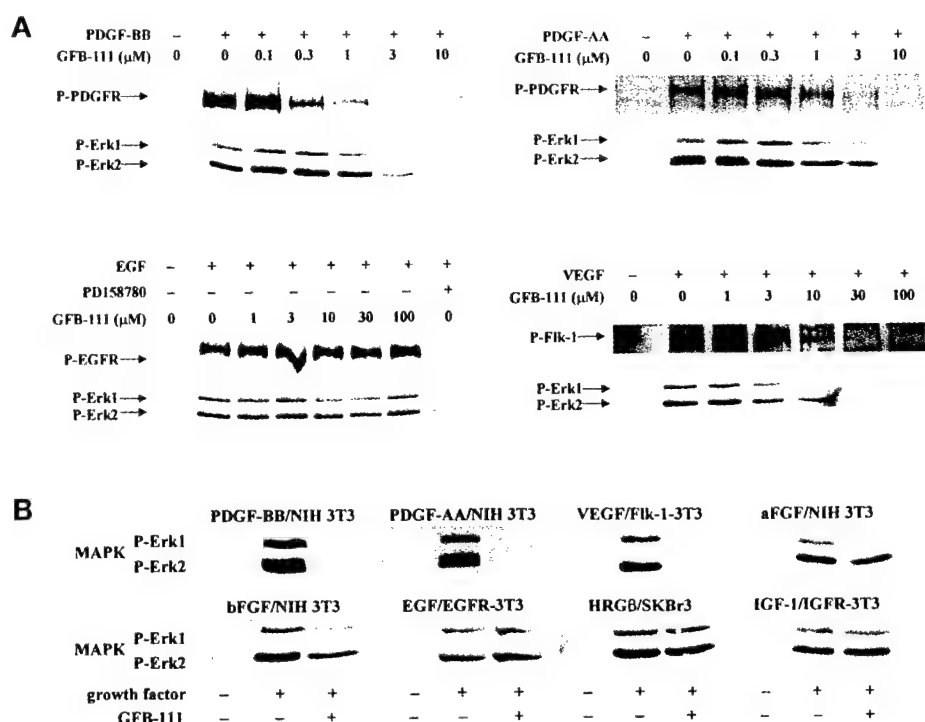 A
PDGF-BB – + + + + + +
GFB-111 (μM) 0 0 0.1 0.3 1 3 10
P-PDGFR
P-Erk1
P-Erk2
PDGF-AA – + + + + + +
GFB-111 (μM) 0 0 0.1 0.3 1 3 10
P-PDGFR
P-Erk1
P-Erk2
EGF – + + + + + + +
PD158780 – – – – – – – +
GFB-111 (μM) 0 0 1 3 10 30 100 0
P-EGFR
P-Erk1
P-Erk2
VEGF – + + + + + +
GFB-111 (μM) 0 0 1 3 10 30 100
P-Flk-1
P-Erk1
P-Erk2
B
PDGF-BB/NIH 3T3 PDGF-AA/NIH 3T3 VEGF/Flk-1-3T3 aFGF/NIH 3T3
MAPK P-Erk1
P-Erk2
bFGF/NIH 3T3 EGF/EGFR-3T3 HRGβ/SKBr3 IGF-1/IGFR-3T3
MAPK P-Erk1
P-Erk2
growth factor – + + – + + – + + – + +
GFB-111 – – + – – + – – + – – +